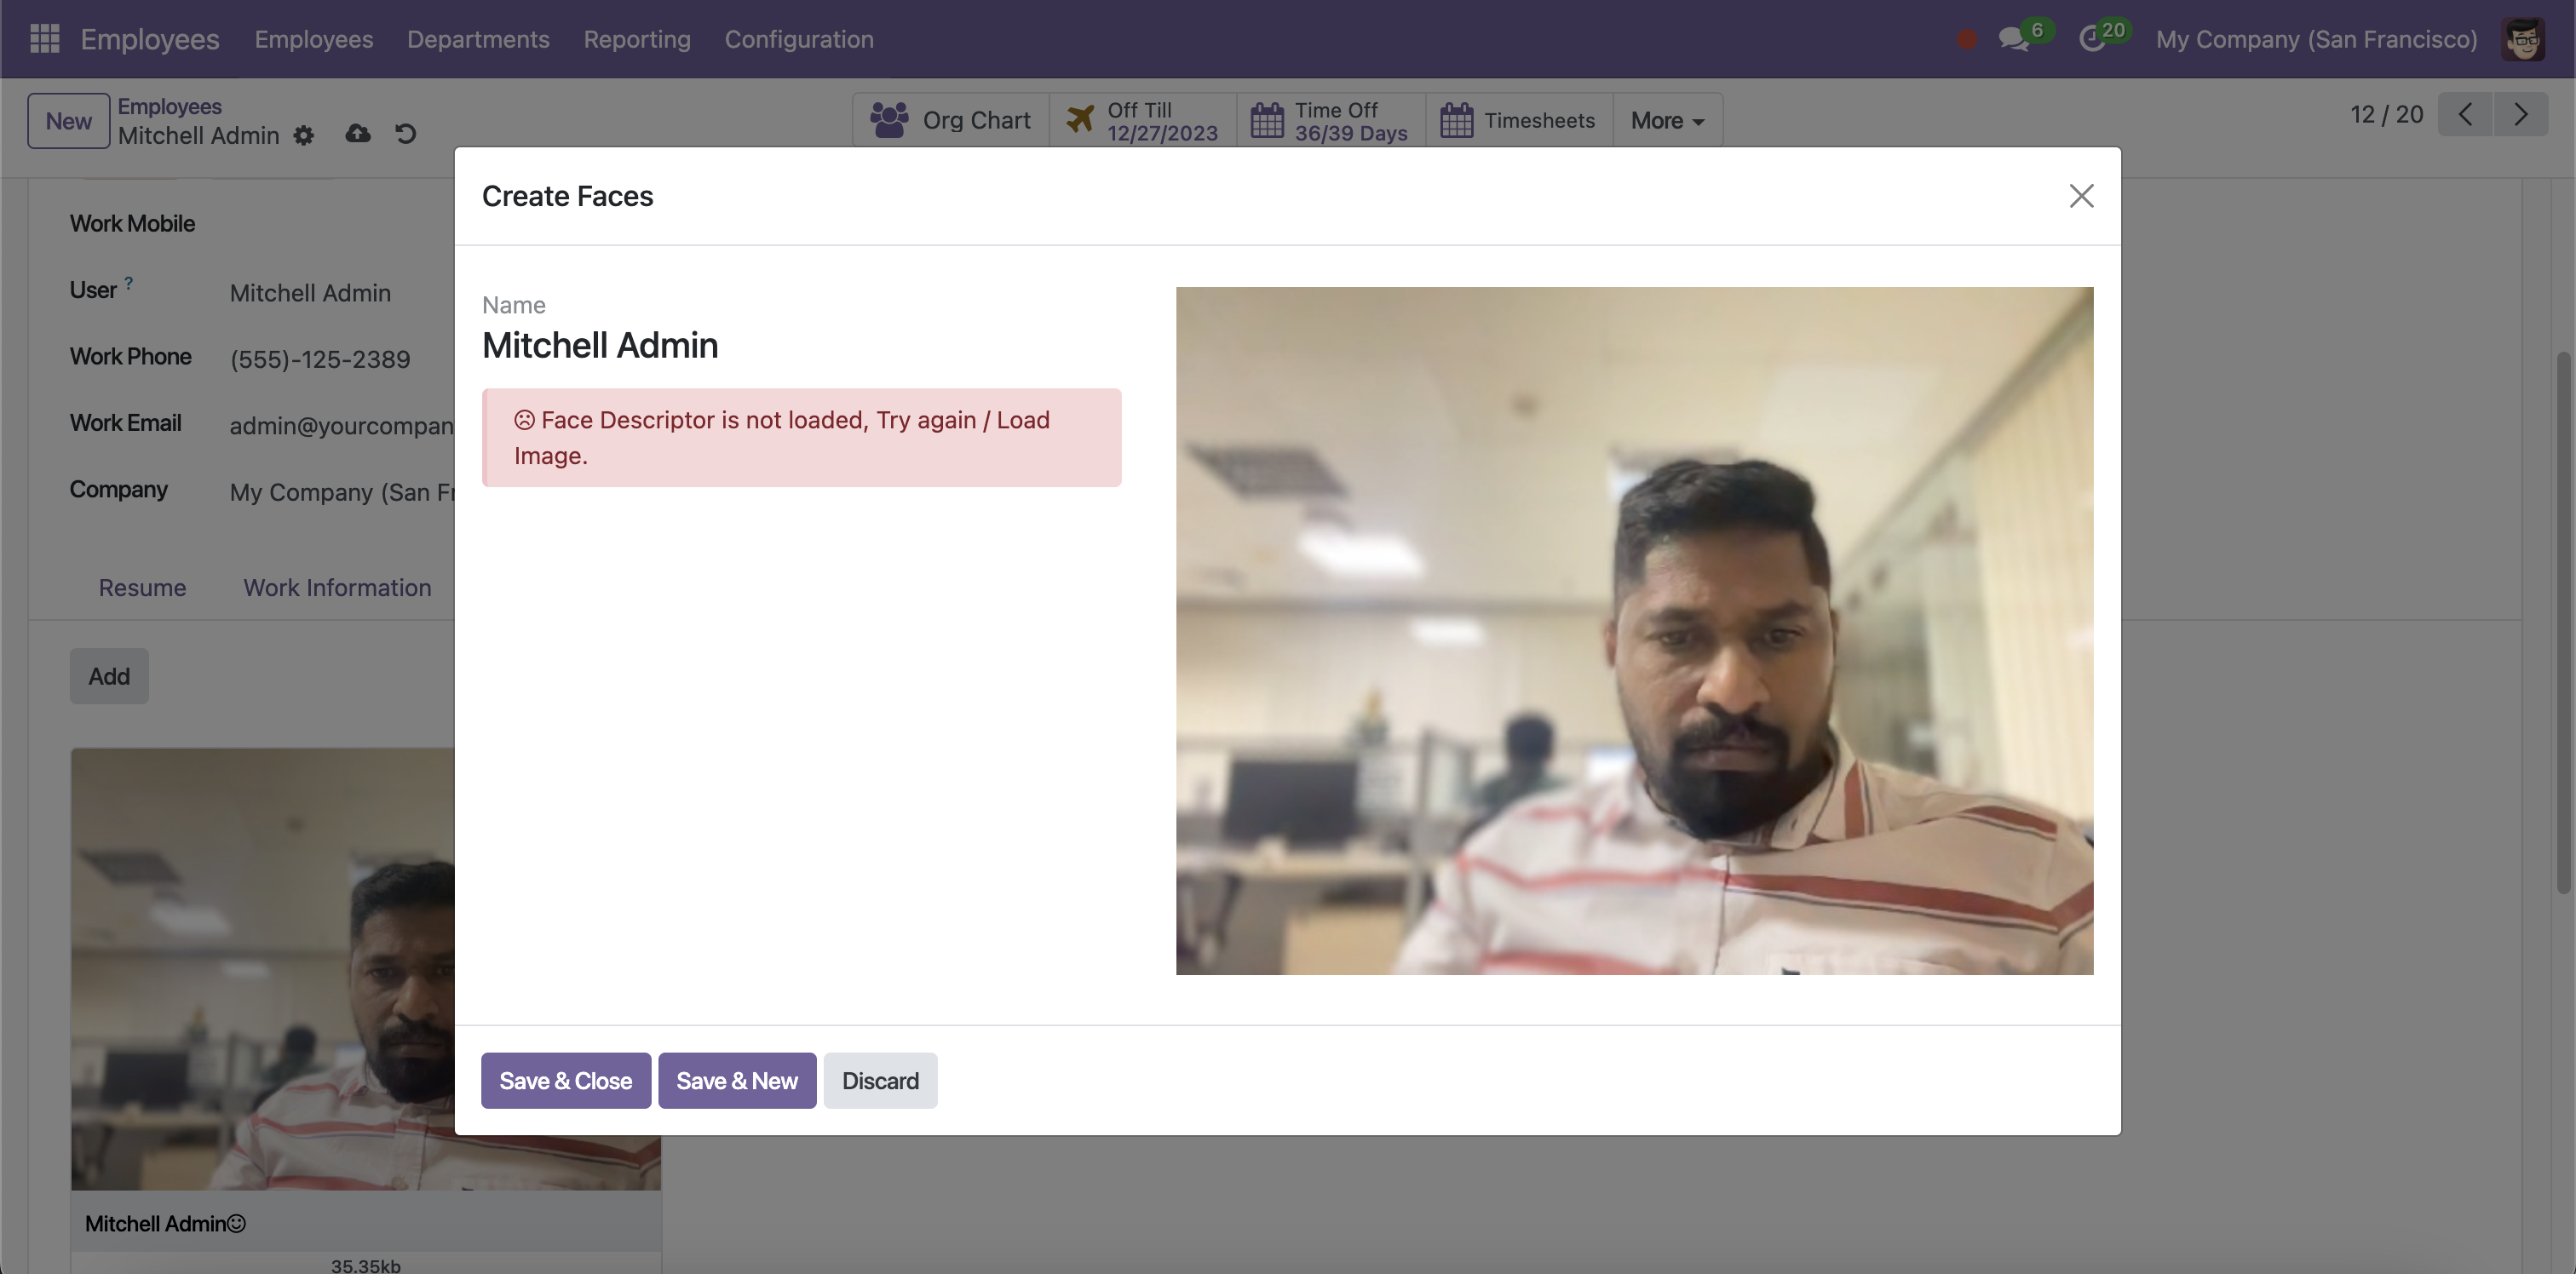 Employees Employees Departments Reporting Configuration 6 20 My Company (San Francisco)
New
Employees
Mitchell Admin
Org Chart
Off Till
12/27/2023
Time Off
36/39 Days
Timesheets
More
12 / 20
Create Faces
Work Mobile
User ? Mitchell Admin
Work Phone (555)-125-2389
Work Email admin@yourcompan
Company My Company (San Fr
Resume Work Information
Add
Mitchell Admin
35.35kb
Name
Mitchell Admin
Face Descriptor is not loaded, Try again / Load
Image.
Save & Close Save & New Discard